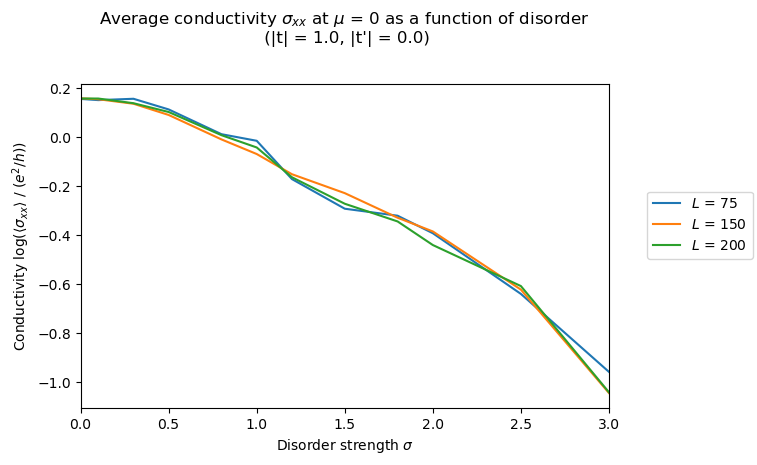 Average conductivity σxx at μ = 0 as a function of disorder
(|t| = 1.0, |t'| = 0.0)
Conductivity log(⟨σxx⟩ / (e²/h))
0.2
0.0
−0.2
−0.4
−0.6
−0.8
−1.0
0.0 0.5 1.0 1.5 2.0 2.5 3.0
Disorder strength σ
L = 75
L = 150
L = 200